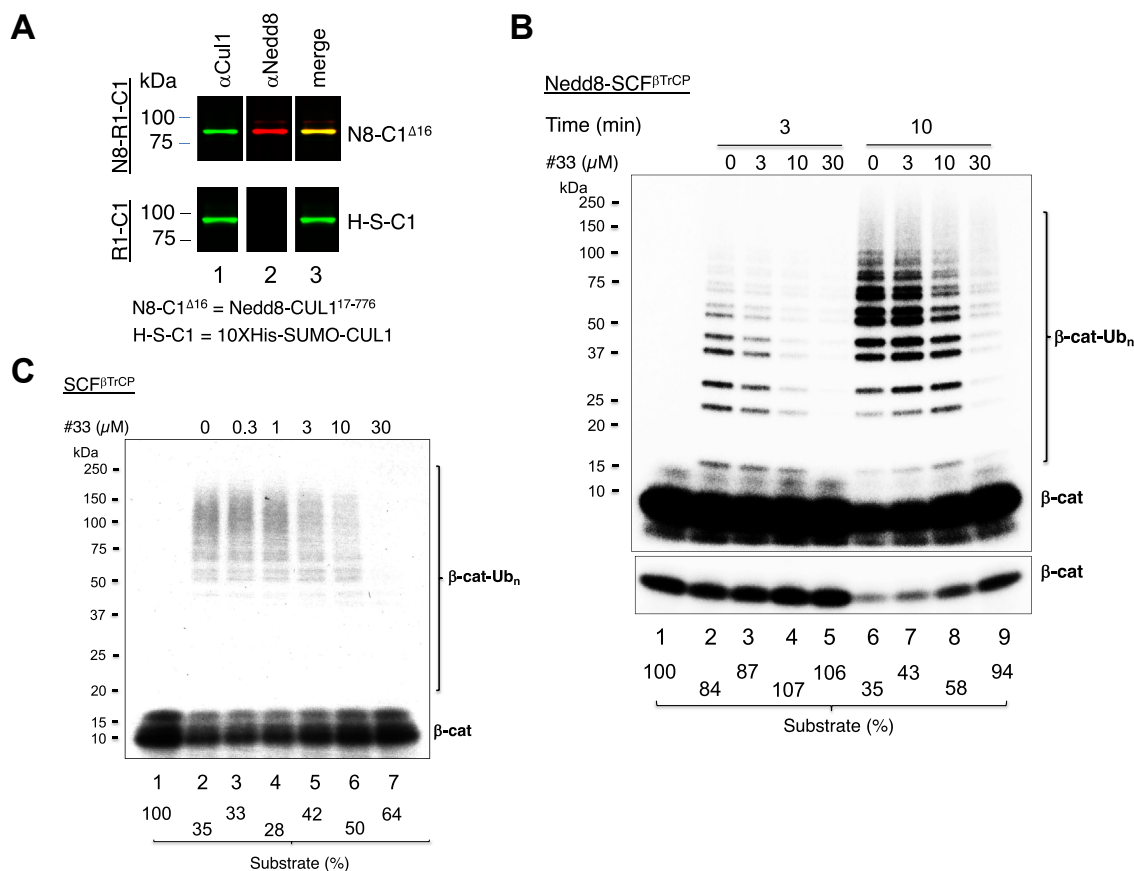 A
αCul1
αNedd8
merge
kDa
N8-R1-C1
100
75
N8-C1Δ16
R1-C1
100
75
H-S-C1
1 2 3
N8-C1Δ16 = Nedd8-CUL117-776
H-S-C1 = 10XHis-SUMO-CUL1
B
Nedd8-SCFβTrCP
Time (min) 3 10
#33 (µM) 0 3 10 30 0 3 10 30
kDa
250
150
100
75
50
37
25
20
15
10
β-cat-Ubn
β-cat
β-cat
1 2 3 4 5 6 7 8 9
100 84 87 107 106 35 43 58 94
Substrate (%)
C
SCFβTrCP
#33 (µM) 0 0.3 1 3 10 30
kDa
250
150
100
75
50
37
25
20
15
10
β-cat-Ubn
β-cat
1 2 3 4 5 6 7
100 35 33 28 42 50 64
Substrate (%)